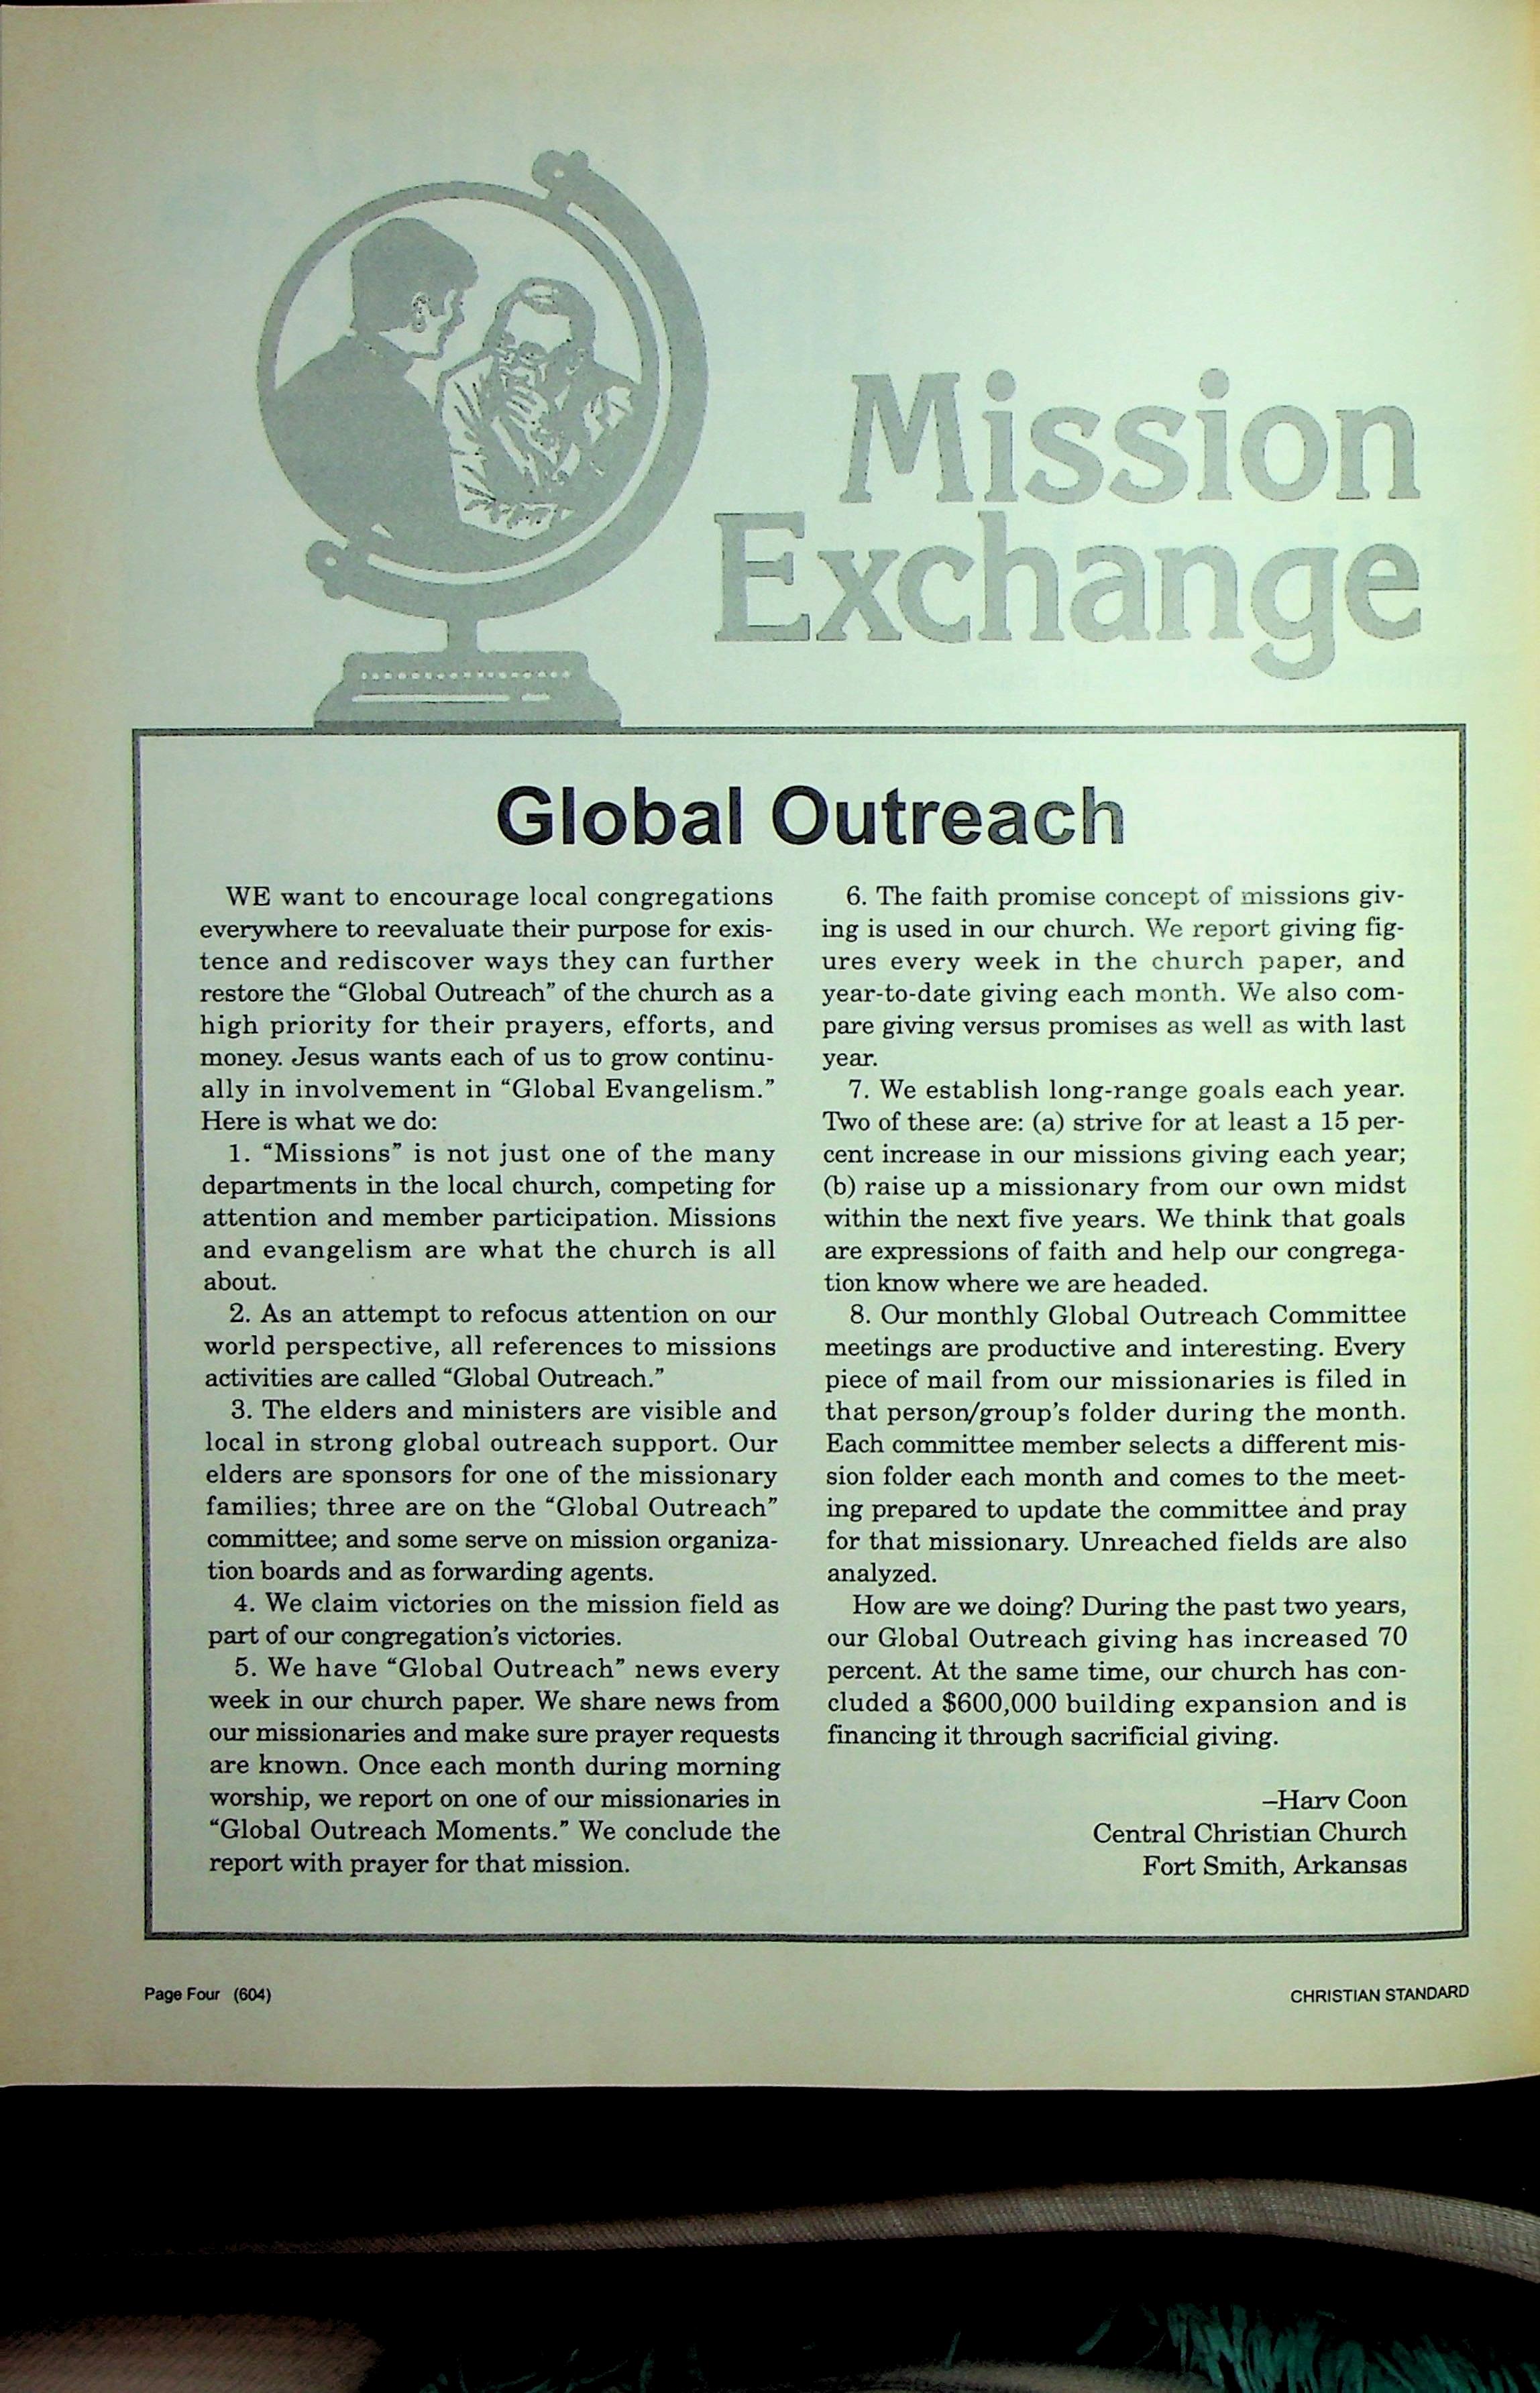 Mission
Exchange
Global Outreach
WE want to encourage local congregations
everywhere to reevaluate their purpose for exis-
tence and rediscover ways they can further
restore the “Global Outreach” of the church as a
high priority for their prayers, efforts, and
money. Jesus wants each of us to grow continu-
ally in involvement in “Global Evangelism.”
Here is what we do:
1. “Missions” is not just one of the many
departments in the local church, competing for
attention and member participation. Missions
and evangelism are what the church is all
about.
2. As an attempt to refocus attention on our
world perspective, all references to missions
activities are called “Global Outreach.”
3. The elders and ministers are visible and
local in strong global outreach support. Our
elders are sponsors for one of the missionary
families; three are on the “Global Outreach”
committee; and some serve on mission organiza-
tion boards and as forwarding agents.
4. We claim victories on the mission field as
part of our congregation’s victories.
5. We have “Global Outreach” news every
week in our church paper. We share news from
our missionaries and make sure prayer requests
are known. Once each month during morning
worship, we report on one of our missionaries in
“Global Outreach Moments.” We conclude the
report with prayer for that mission.
6. The faith promise concept of missions giv-
ing is used in our church. We report giving fig-
ures every week in the church paper, and
year-to-date giving each month. We also com-
pare giving versus promises as well as with last
year.
7. We establish long-range goals each year.
Two of these are: (a) strive for at least a 15 per-
cent increase in our missions giving each year;
(b) raise up a missionary from our own midst
within the next five years. We think that goals
are expressions of faith and help our congrega-
tion know where we are headed.
8. Our monthly Global Outreach Committee
meetings are productive and interesting. Every
piece of mail from our missionaries is filed in
that person/group’s folder during the month.
Each committee member selects a different mis-
sion folder each month and comes to the meet-
ing prepared to update the committee and pray
for that missionary. Unreached fields are also
analyzed.
How are we doing? During the past two years,
our Global Outreach giving has increased 70
percent. At the same time, our church has con-
cluded a $600,000 building expansion and is
financing it through sacrificial giving.
–Harv Coon
Central Christian Church
Fort Smith, Arkansas
Page Four (604)
CHRISTIAN STANDARD